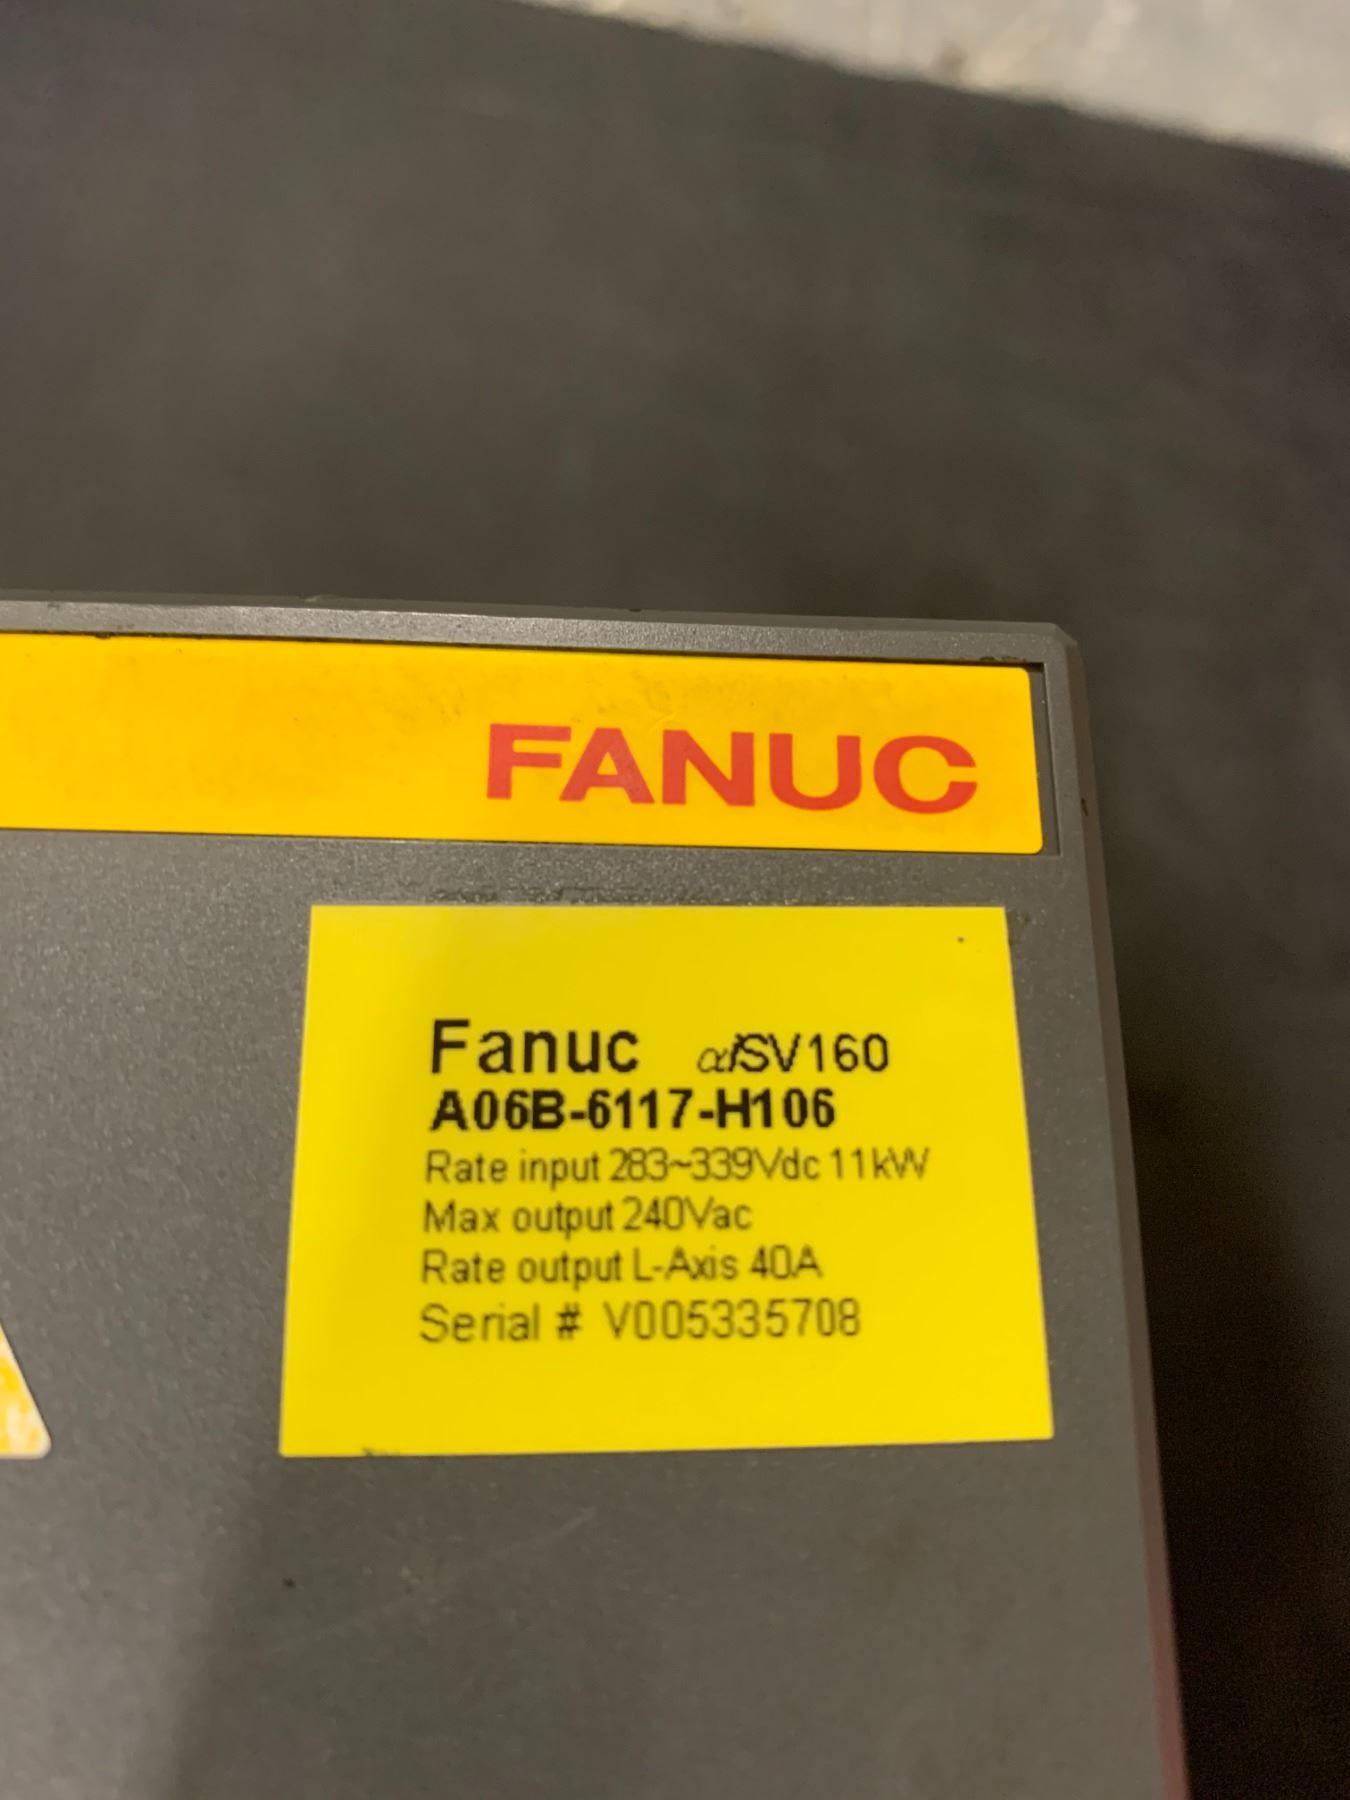 FANUC
Fanuc αiSV160
A06B-6117-H106
Rate input 283~339Vdc 11kW
Max output 240Vac
Rate output L-Axis 40A
Serial # V005335708